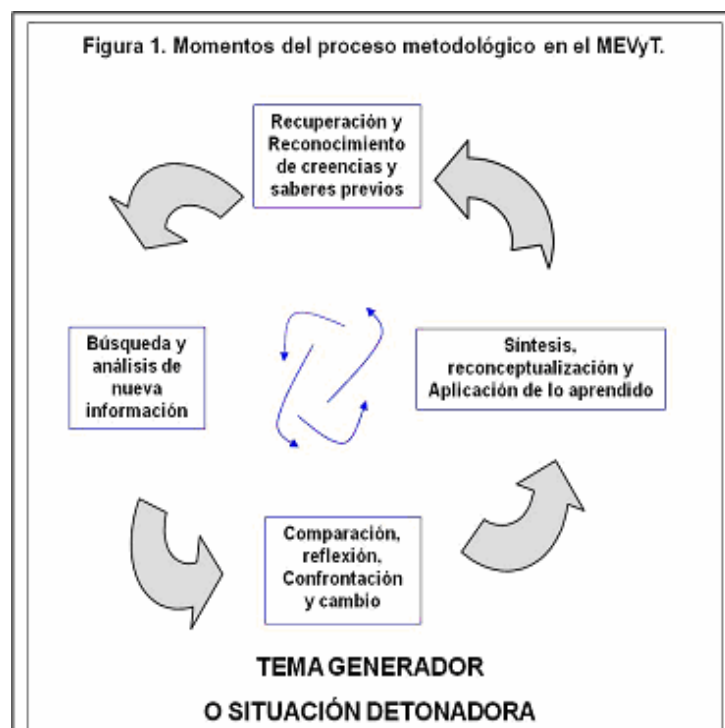 Figura 1. Momentos del proceso metodológico en el MEVyT.
Recuperación y
Reconocimiento
de creencias y
saberes previos
Búsqueda y
análisis de
nueva
información
Síntesis,
reconceptualización y
Aplicación de lo aprendido
Comparación,
reflexión,
Confrontación
y cambio
TEMA GENERADOR
O SITUACIÓN DETONADORA